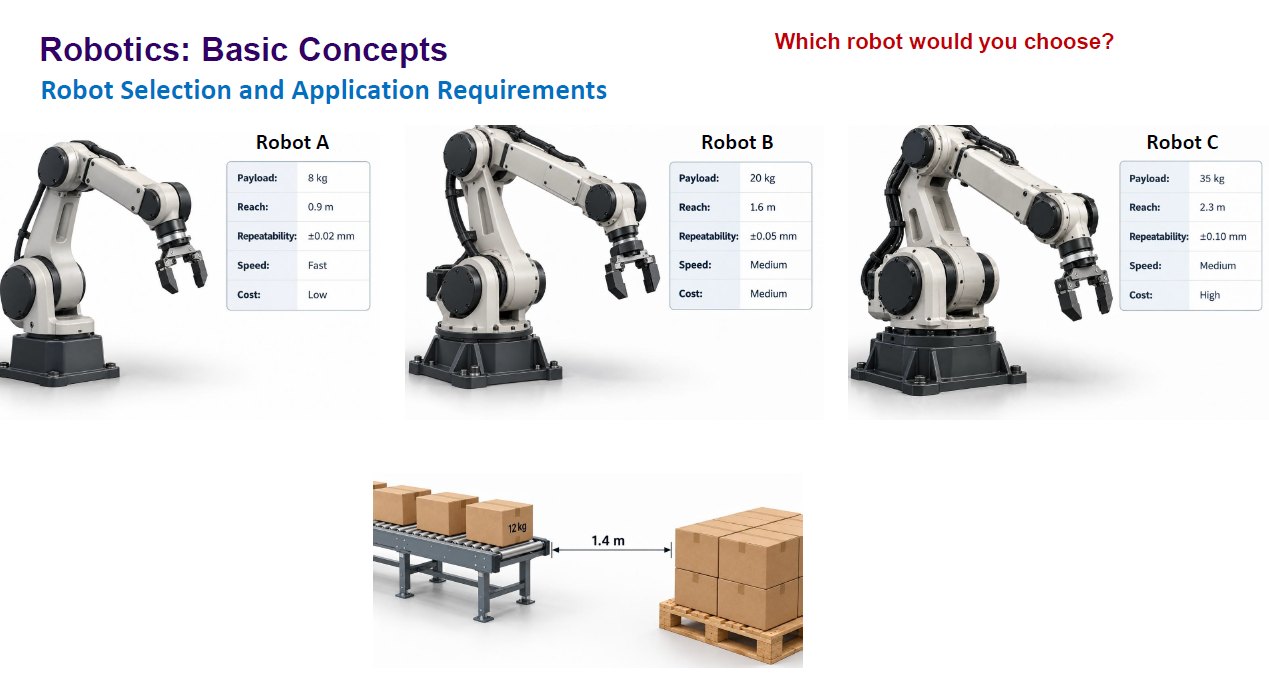 Robotics: Basic Concepts
Which robot would you choose?
Robot Selection and Application Requirements
Robot A
Payload: 8 kg
Reach: 0.9 m
Repeatability: ±0.02 mm
Speed: Fast
Cost: Low
Robot B
Payload: 20 kg
Reach: 1.6 m
Repeatability: ±0.05 mm
Speed: Medium
Cost: Medium
Robot C
Payload: 35 kg
Reach: 2.3 m
Repeatability: ±0.10 mm
Speed: Medium
Cost: High
12 kg
1.4 m